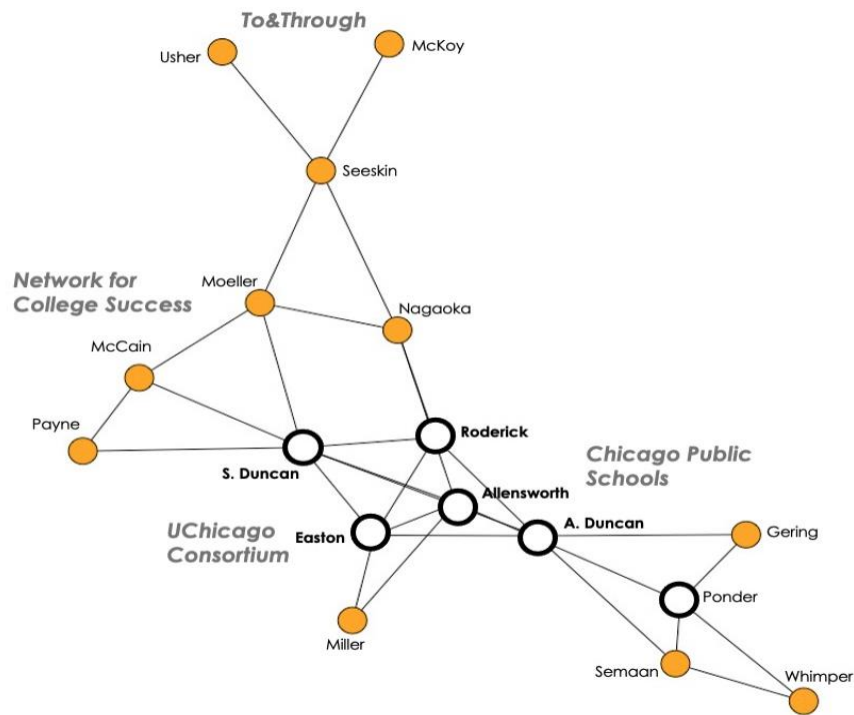 To&Through
Usher
McKoy
Seeskin
Network for
College Success
Moeller
Nagaoka
McCain
Payne
Roderick
S. Duncan
Chicago Public
Schools
Allensworth
UChicago
Consortium
Easton
A. Duncan
Gering
Ponder
Miller
Semaan
Whimper